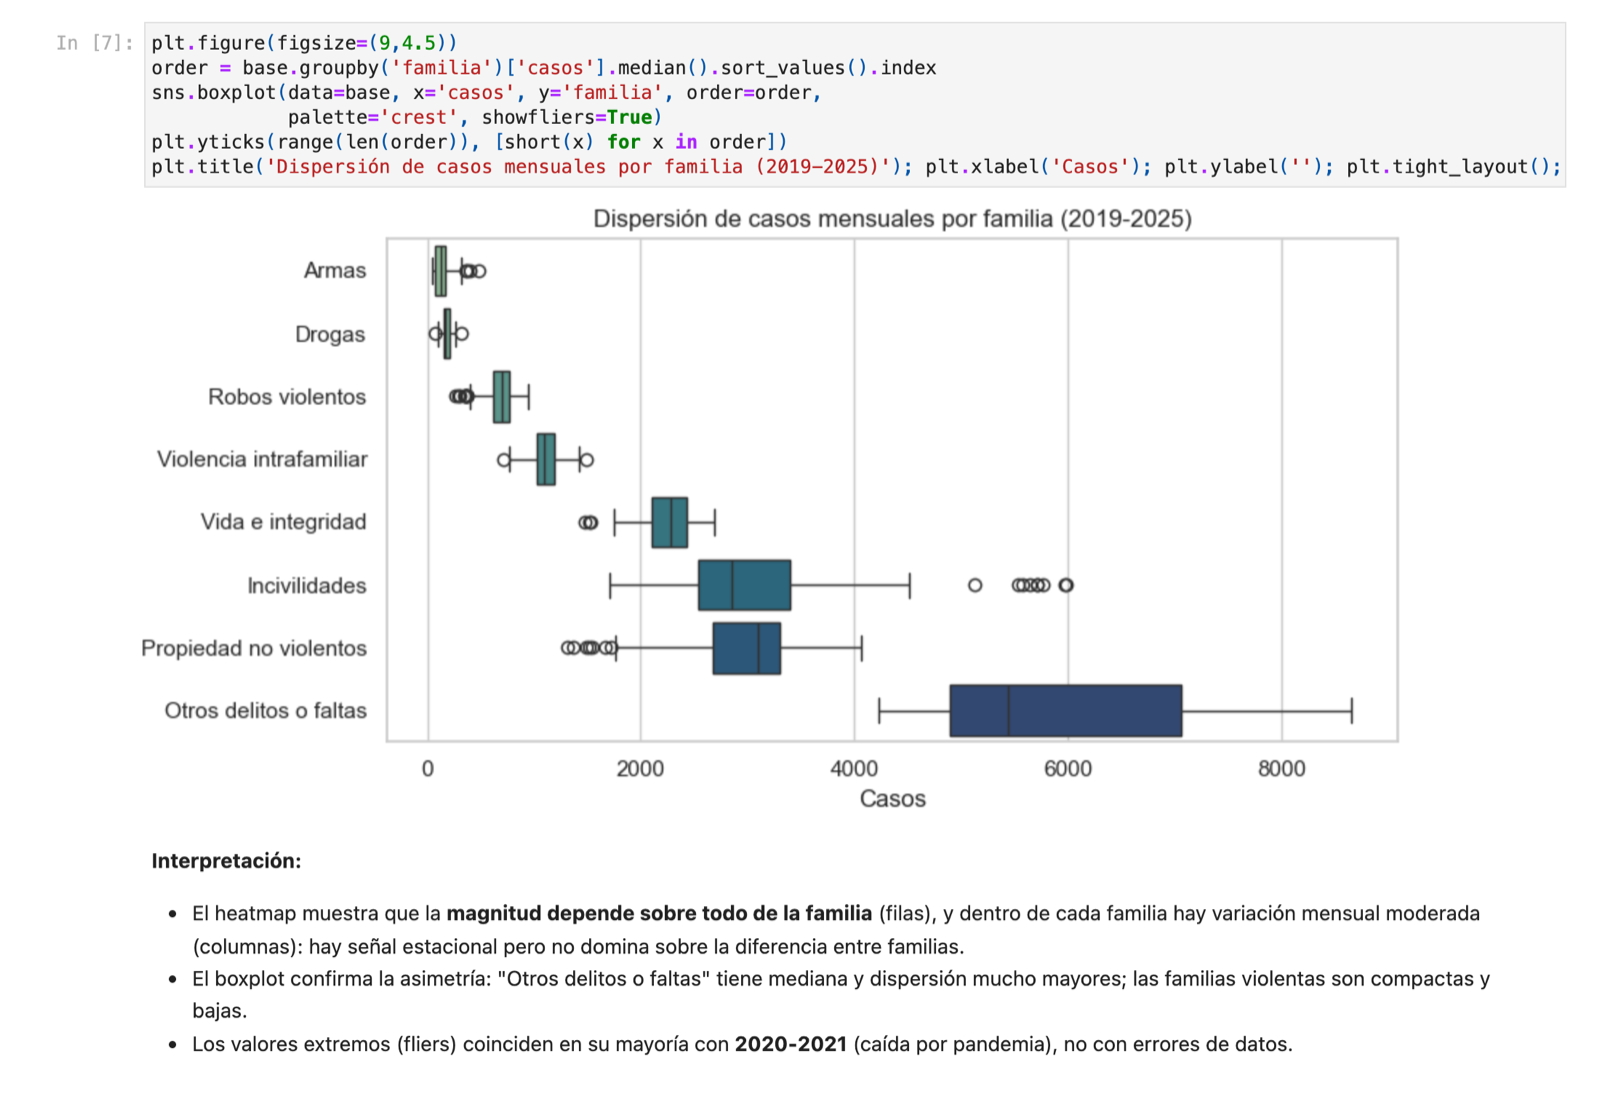 In [7]:
plt.figure(figsize=(9,4.5))
order = base.groupby('familia')['casos'].median().sort_values().index
sns.boxplot(data=base, x='casos', y='familia', order=order,
            palette='crest', showfliers=True)
plt.yticks(range(len(order)), [short(x) for x in order])
plt.title('Dispersión de casos mensuales por familia (2019–2025)'); plt.xlabel('Casos'); plt.ylabel(''); plt.tight_layout();
Dispersión de casos mensuales por familia (2019-2025)
Armas
Drogas
Robos violentos
Violencia intrafamiliar
Vida e integridad
Incivilidades
Propiedad no violentos
Otros delitos o faltas
0 2000 4000 6000 8000
Casos
Interpretación:
• El heatmap muestra que la magnitud depende sobre todo de la familia (filas), y dentro de cada familia hay variación mensual moderada
(columnas): hay señal estacional pero no domina sobre la diferencia entre familias.
• El boxplot confirma la asimetría: "Otros delitos o faltas" tiene mediana y dispersión mucho mayores; las familias violentas son compactas y
bajas.
• Los valores extremos (fliers) coinciden en su mayoría con 2020-2021 (caída por pandemia), no con errores de datos.